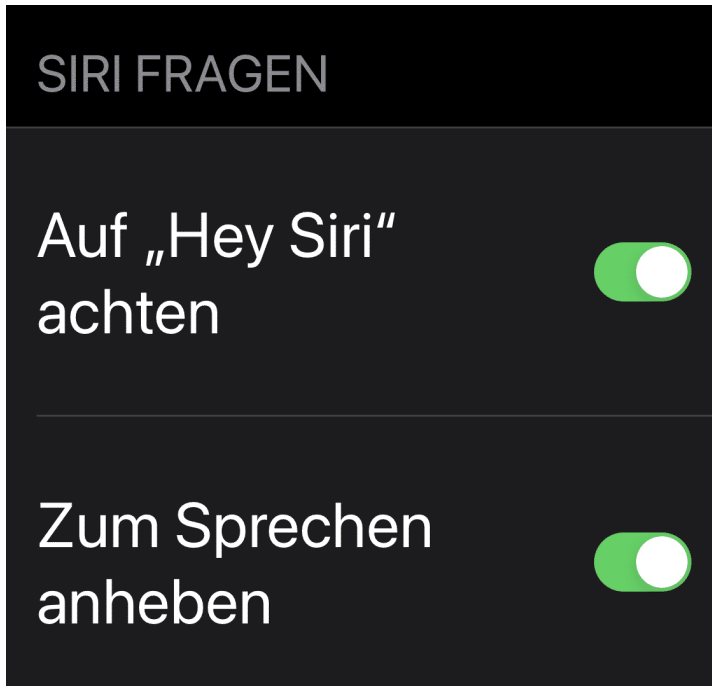 SIRI FRAGEN
Auf „Hey Siri“
achten
Zum Sprechen
anheben